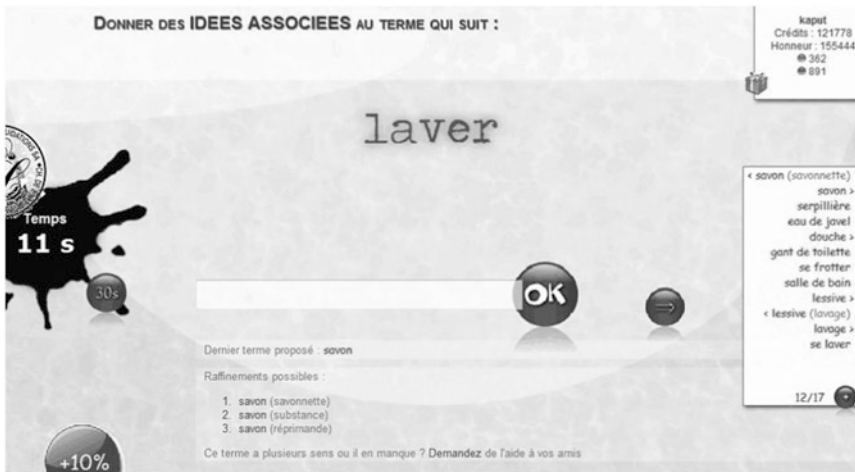 DONNER DES IDEES ASSOCIEES AU TERME QUI SUIT :
kaput
Crédits : 121778
Honneur : 155444
362
891
laver
Temps
11 s
30s
OK
< savon (savonnette)
savon >
serpillière
eau de javel
douche >
gant de toilette
se frotter
salle de bain
lessive >
< lessive (lavage)
lavage >
se laver
12/17
Dernier terme proposé : savon
Raffinements possibles :
1. savon (savonnette)
2. savon (substance)
3. savon (réprimande)
Ce terme a plusieurs sens ou il en manque ? Demandez de l'aide à vos amis
+10%